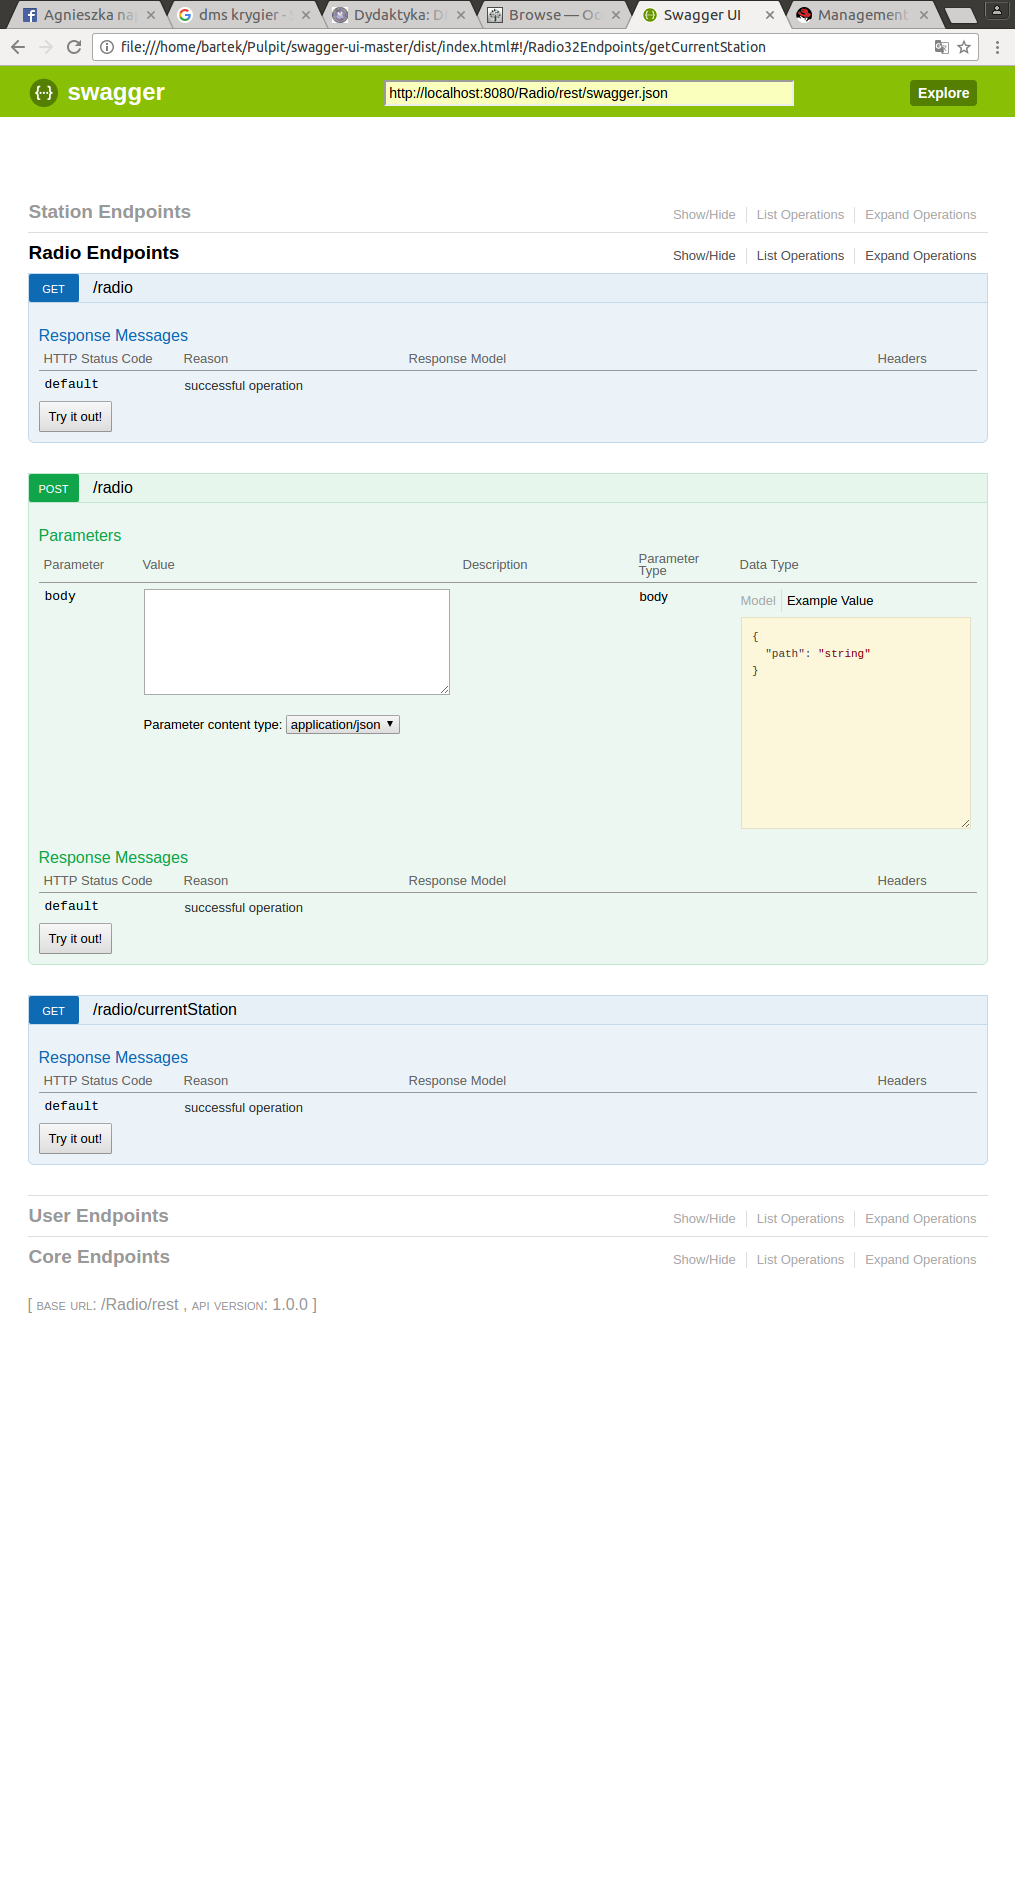 Agnieszka na
dms krygier - S
Dydaktyka: D
Browse — Oc
Swagger UI
Management
file:///home/bartek/Pulpit/swagger-ui-master/dist/index.html#!/Radio32Endpoints/getCurrentStation
{···} swagger
http://localhost:8080/Radio/rest/swagger.json
Explore
Station Endpoints
Show/Hide List Operations Expand Operations
Radio Endpoints
Show/Hide List Operations Expand Operations
GET /radio
Response Messages
HTTP Status Code Reason Response Model Headers
default successful operation
Try it out!
POST /radio
Parameters
Parameter Value Description Parameter Type Data Type
body body Model Example Value
{
"path": "string"
}
Parameter content type: application/json
Response Messages
HTTP Status Code Reason Response Model Headers
default successful operation
Try it out!
GET /radio/currentStation
Response Messages
HTTP Status Code Reason Response Model Headers
default successful operation
Try it out!
User Endpoints
Show/Hide List Operations Expand Operations
Core Endpoints
Show/Hide List Operations Expand Operations
[ BASE URL: /Radio/rest , API VERSION: 1.0.0 ]